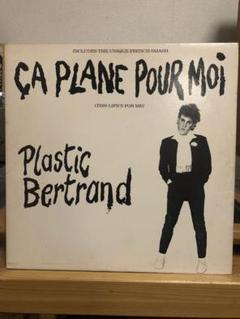 INCLUDES THE UNIQUE FRENCH SMASH
ÇA PLANE POUR MOI
(THIS LIFE'S FOR ME)
Plastic
Bertrand